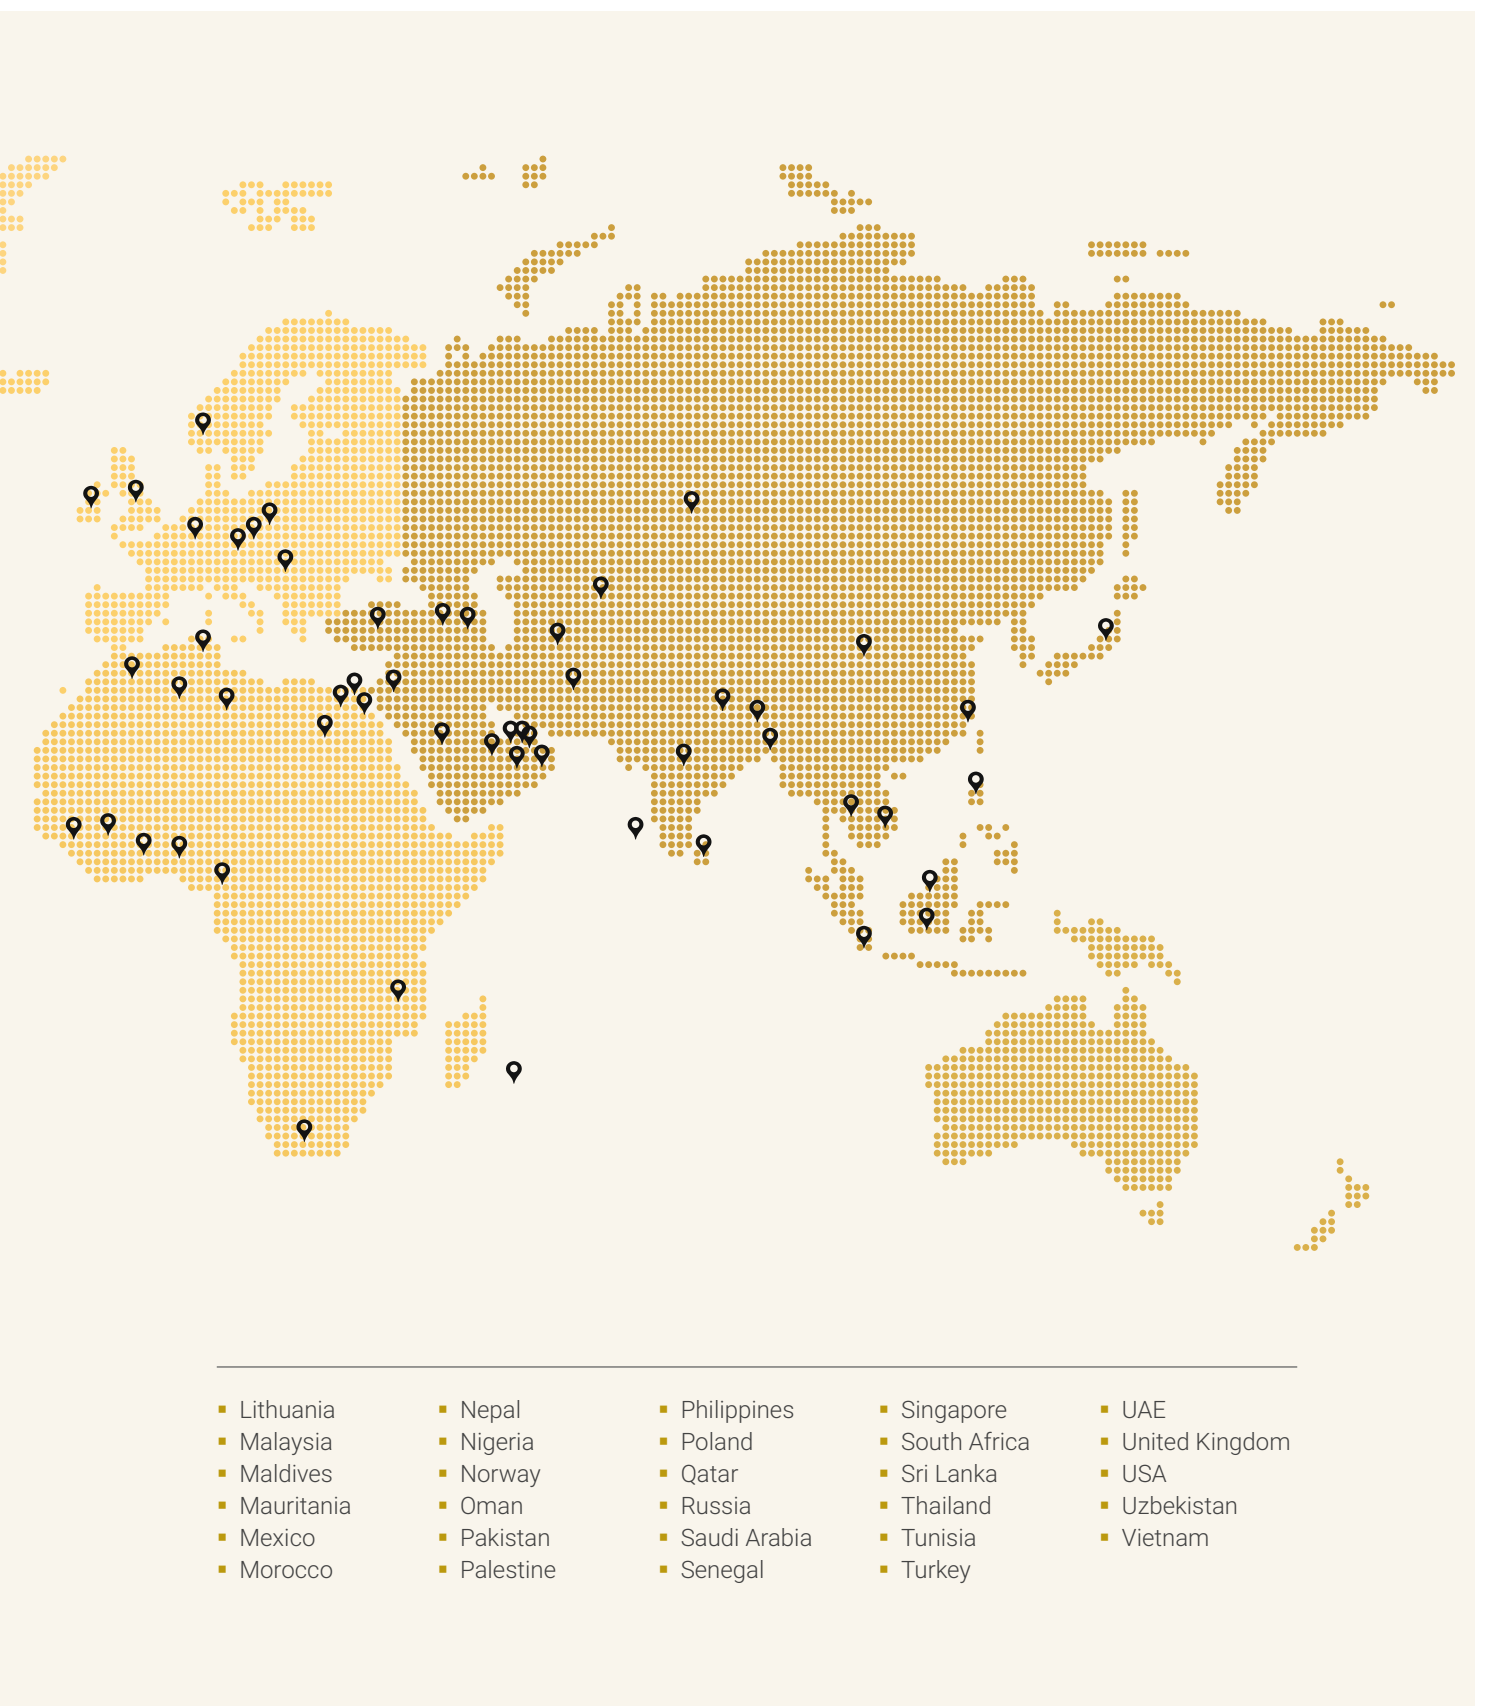 Lithuania
Malaysia
Maldives
Mauritania
Mexico
Morocco
Nepal
Nigeria
Norway
Oman
Pakistan
Palestine
Philippines
Poland
Qatar
Russia
Saudi Arabia
Senegal
Singapore
South Africa
Sri Lanka
Thailand
Tunisia
Turkey
UAE
United Kingdom
USA
Uzbekistan
Vietnam